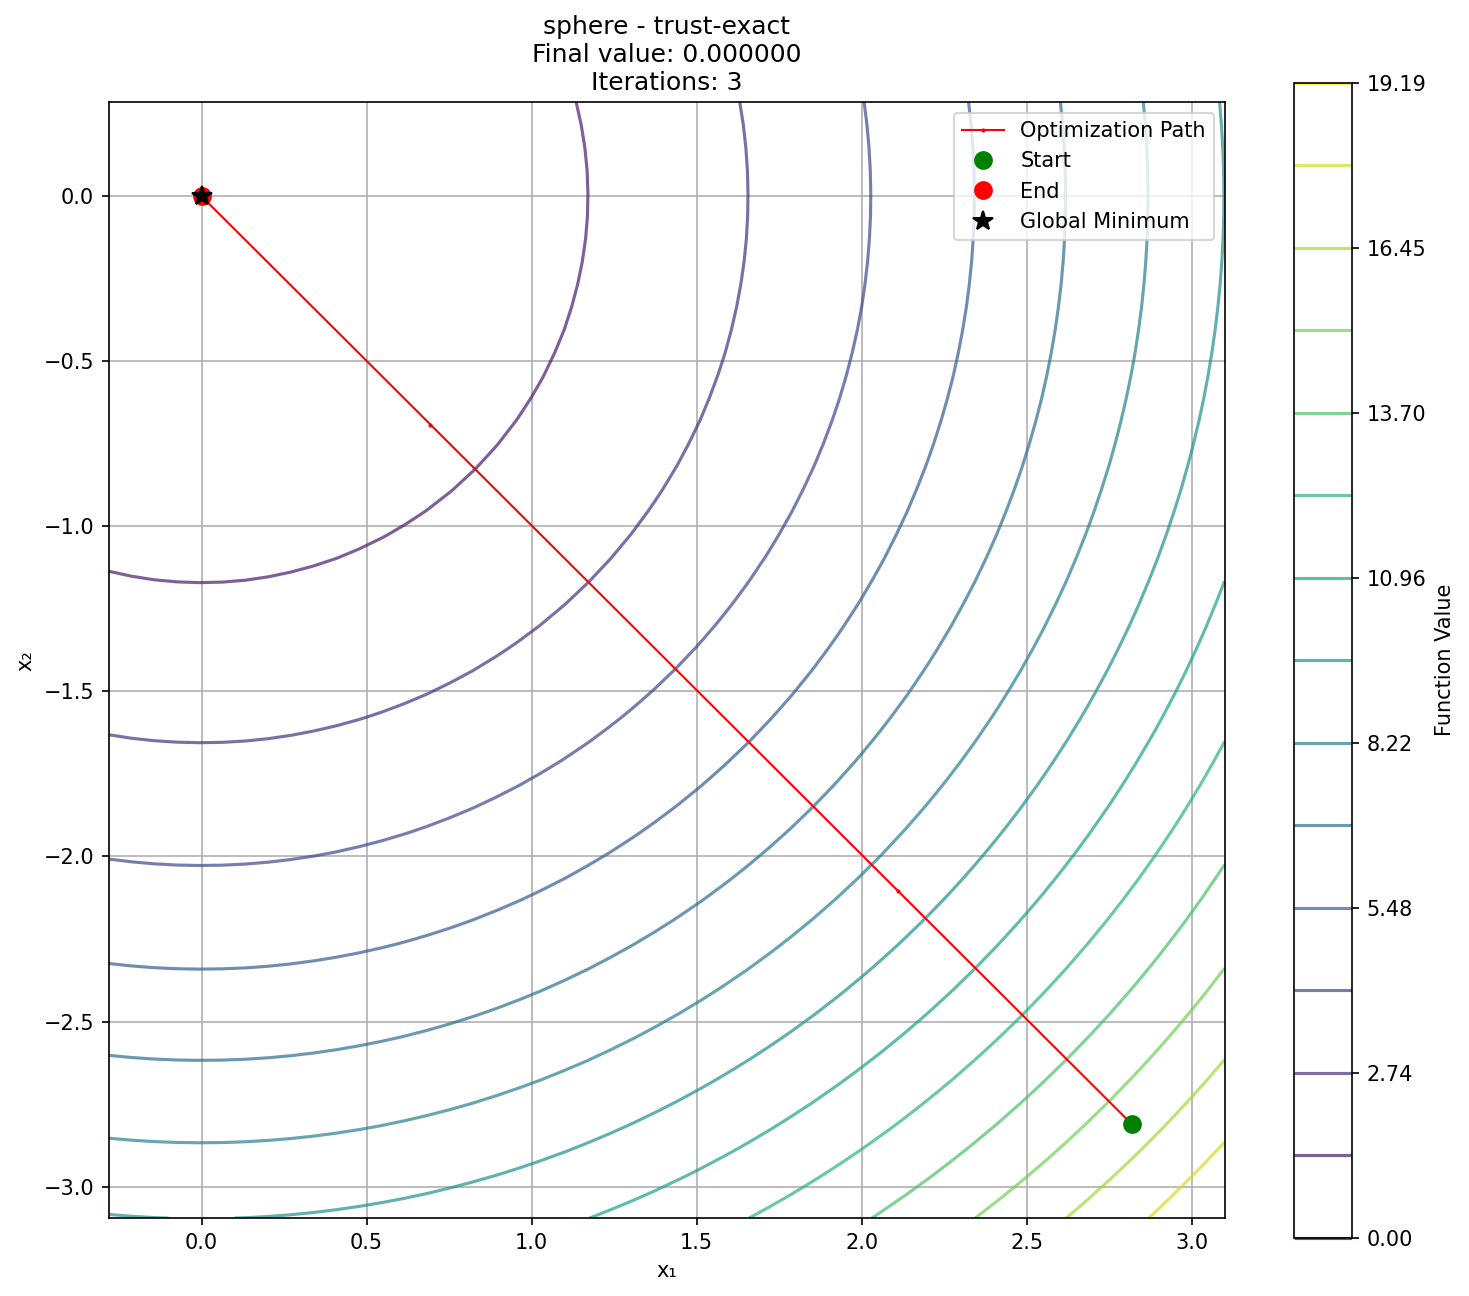 sphere - trust-exact
Final value: 0.000000
Iterations: 3
Optimization Path
Start
End
Global Minimum
0.0
−0.5
−1.0
−1.5
−2.0
−2.5
−3.0
x₂
0.0
0.5
1.0
1.5
2.0
2.5
3.0
x₁
19.19
16.45
13.70
10.96
8.22
5.48
2.74
0.00
Function Value